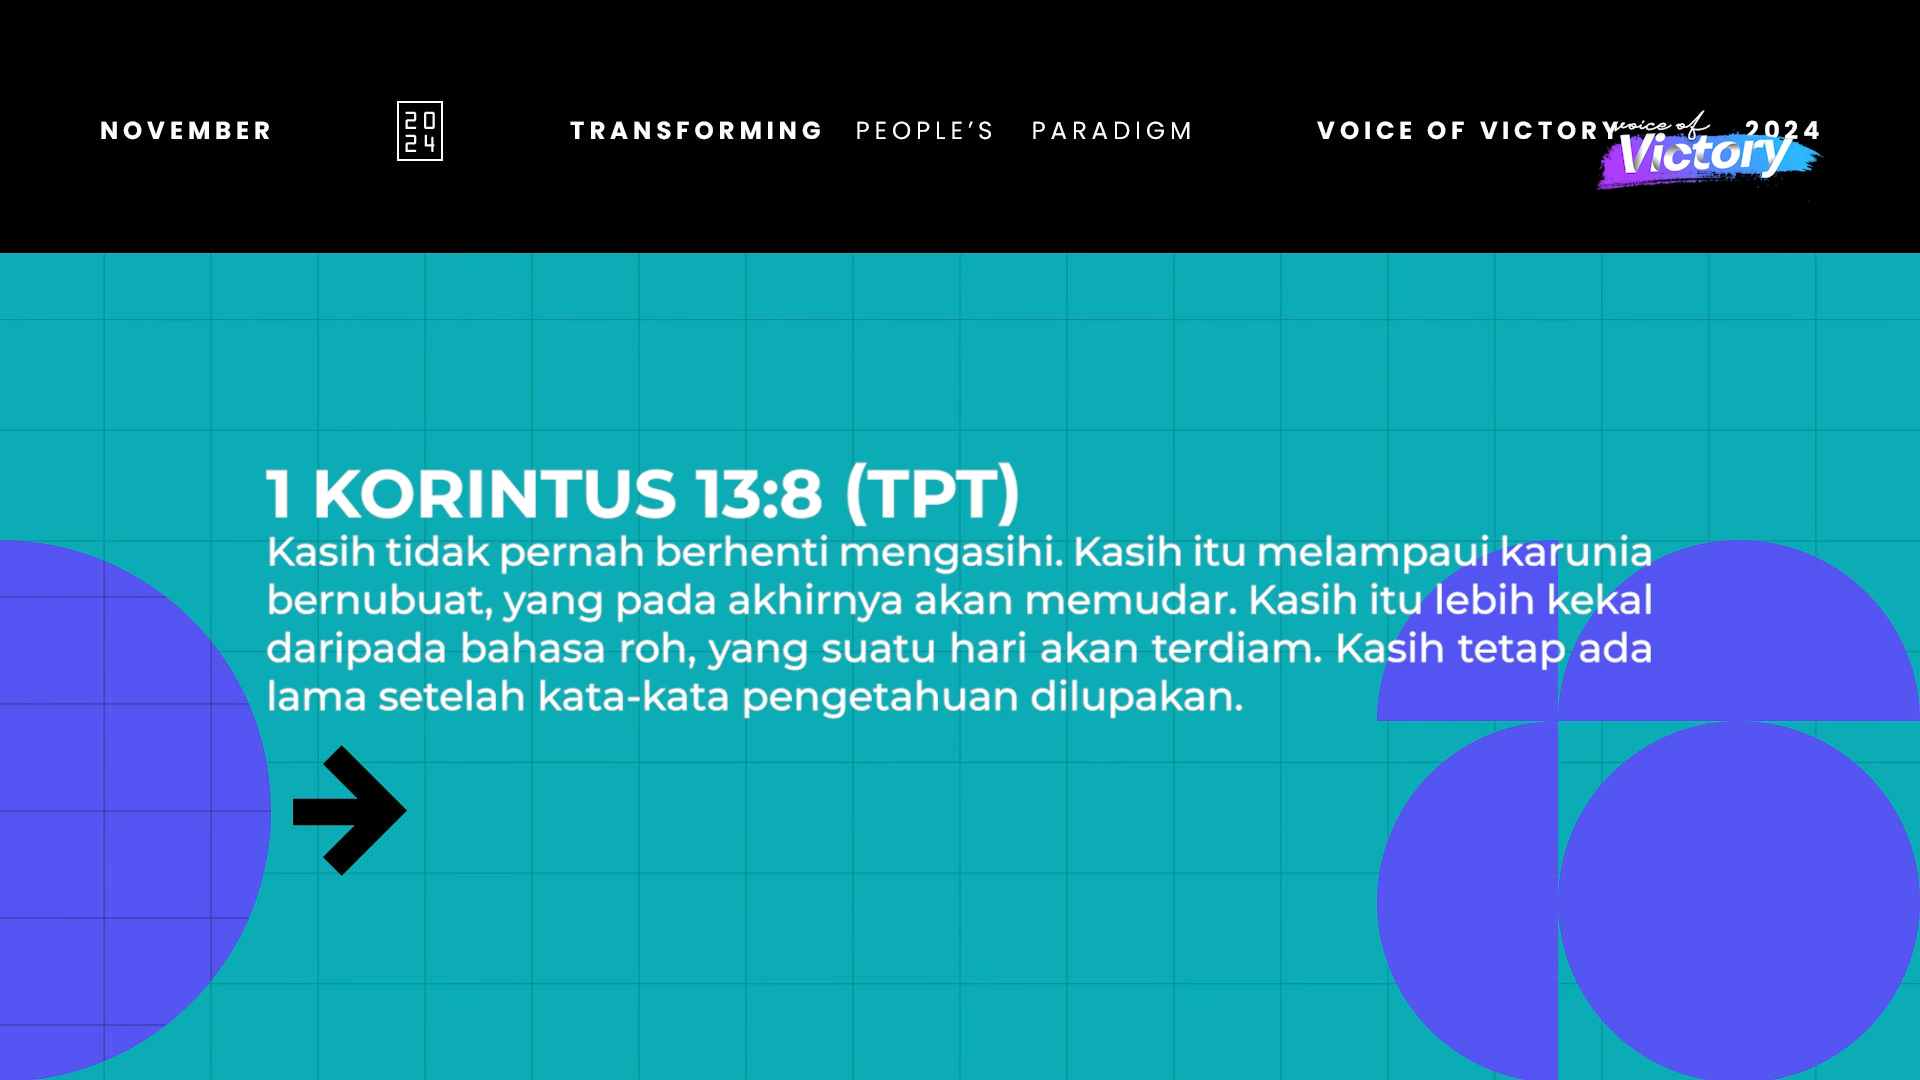 NOVEMBER
20
24
TRANSFORMING PEOPLE’S PARADIGM
VOICE OF VICTORY 2024
voice of
Victory
1 KORINTUS 13:8 (TPT)
Kasih tidak pernah berhenti mengasihi. Kasih itu melampaui karunia
bernubuat, yang pada akhirnya akan memudar. Kasih itu lebih kekal
daripada bahasa roh, yang suatu hari akan terdiam. Kasih tetap ada
lama setelah kata-kata pengetahuan dilupakan.